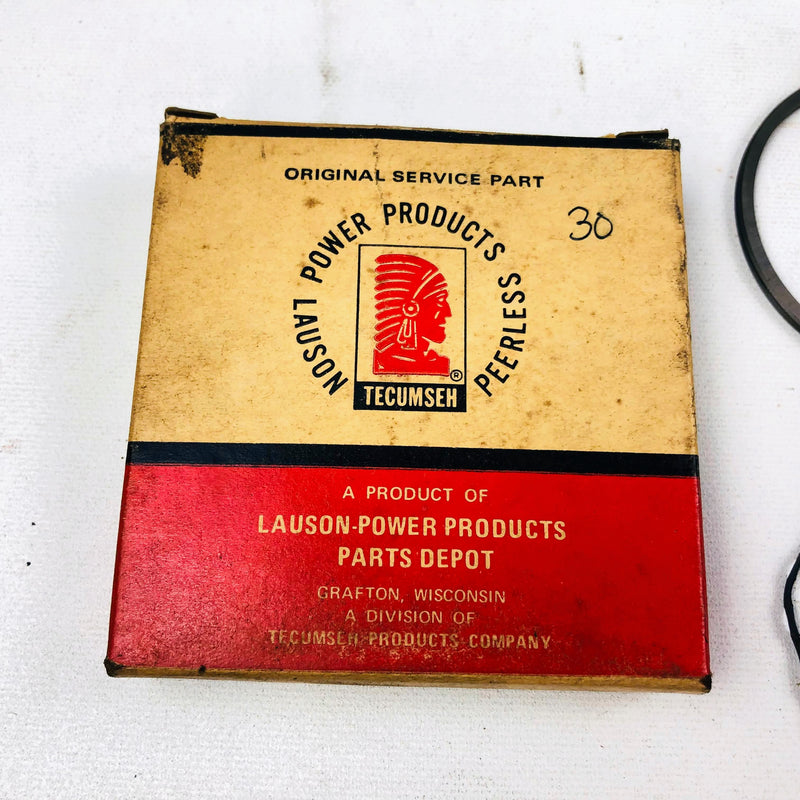 ORIGINAL SERVICE PART
30
LAUSON POWER PRODUCTS PEERLESS
®
TECUMSEH
A PRODUCT OF
LAUSON-POWER PRODUCTS
PARTS DEPOT
GRAFTON, WISCONSIN
A DIVISION OF
TECUMSEH PRODUCTS COMPANY